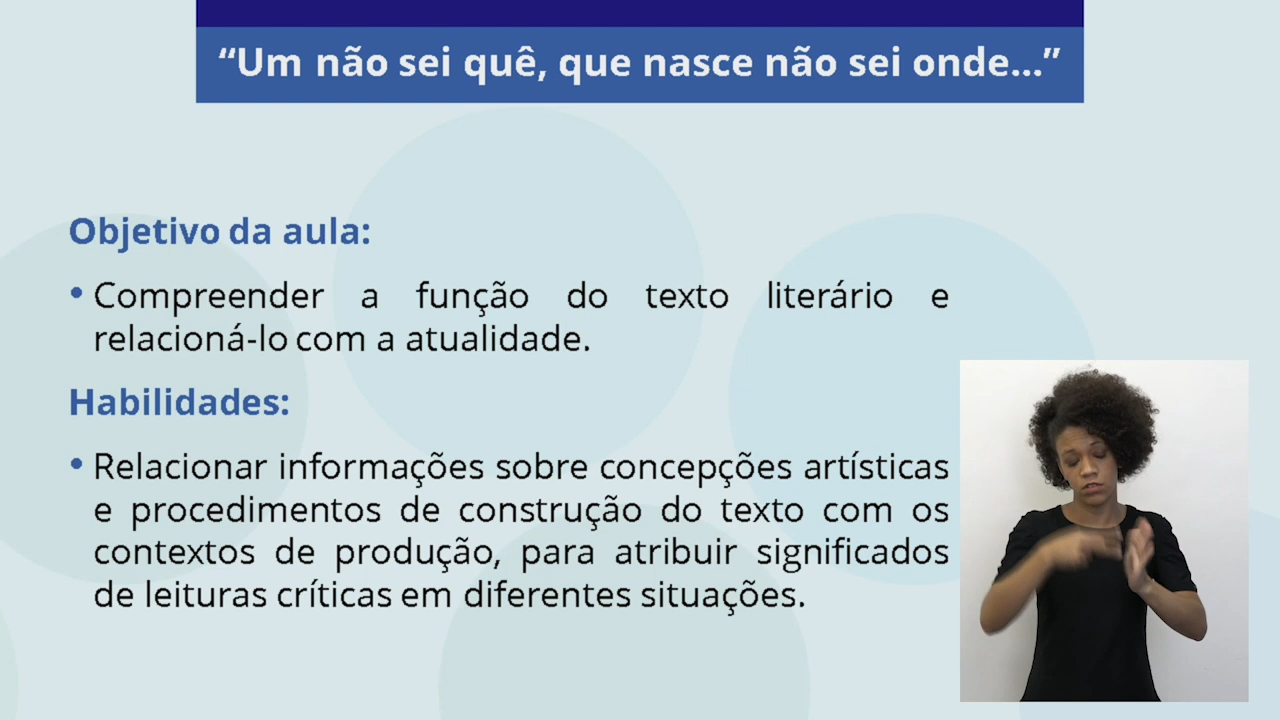 “Um não sei quê, que nasce não sei onde...”
Objetivo da aula:
• Compreender a função do texto literário e
relacioná-lo com a atualidade.
Habilidades:
• Relacionar informações sobre concepções artísticas
e procedimentos de construção do texto com os
contextos de produção, para atribuir significados
de leituras críticas em diferentes situações.